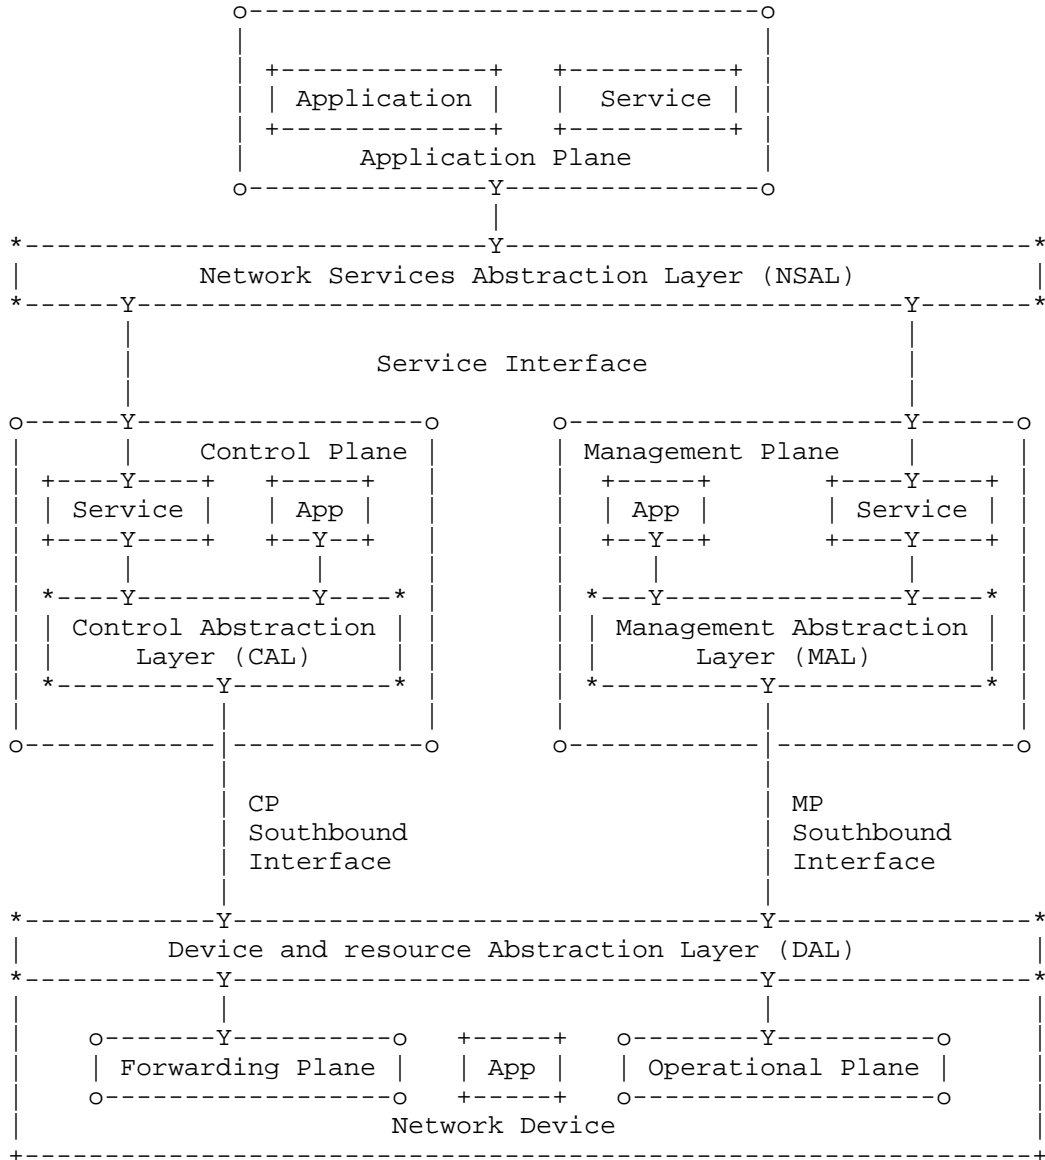 Application Service
Application Plane
Network Services Abstraction Layer (NSAL)
Service Interface
Control Plane Management Plane
Service App App Service
Control Abstraction Management Abstraction
Layer (CAL) Layer (MAL)
CP MP
Southbound Southbound
Interface Interface
Device and resource Abstraction Layer (DAL)
Forwarding Plane App Operational Plane
Network Device